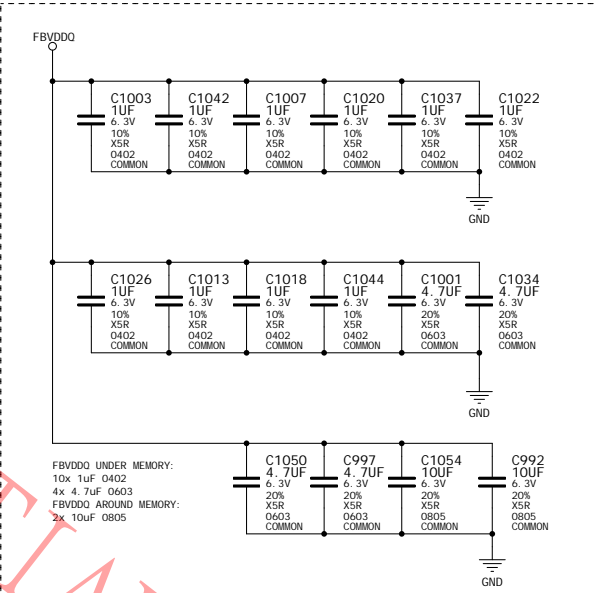 FBVDDQ
C1003
1UF
6.3V
10%
X5R
0402
COMMON
C1042
1UF
6.3V
10%
X5R
0402
COMMON
C1007
1UF
6.3V
10%
X5R
0402
COMMON
C1020
1UF
6.3V
10%
X5R
0402
COMMON
C1037
1UF
6.3V
10%
X5R
0402
COMMON
C1022
1UF
6.3V
10%
X5R
0402
COMMON
GND
C1026
1UF
6.3V
10%
X5R
0402
COMMON
C1013
1UF
6.3V
10%
X5R
0402
COMMON
C1018
1UF
6.3V
10%
X5R
0402
COMMON
C1044
1UF
6.3V
10%
X5R
0402
COMMON
C1001
4.7UF
6.3V
20%
X5R
0603
COMMON
C1034
4.7UF
6.3V
20%
X5R
0603
COMMON
GND
FBVDDQ UNDER MEMORY:
10x 1uF 0402
4x 4.7uF 0603
FBVDDQ AROUND MEMORY:
2x 10uF 0805
C1050
4.7UF
6.3V
20%
X5R
0603
COMMON
C997
4.7UF
6.3V
20%
X5R
0603
COMMON
C1054
10UF
6.3V
20%
X5R
0805
COMMON
C992
10UF
6.3V
20%
X5R
0805
COMMON
GND